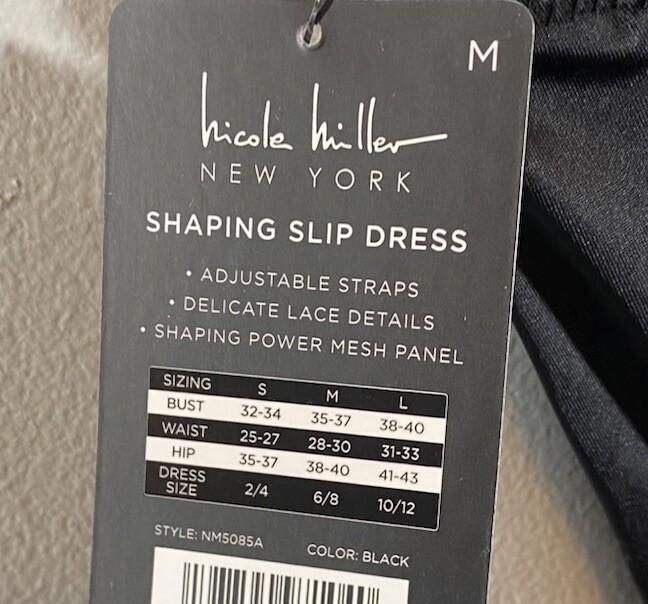 M
nicole miller
NEW YORK
SHAPING SLIP DRESS
• ADJUSTABLE STRAPS
• DELICATE LACE DETAILS
• SHAPING POWER MESH PANEL
SIZING S M L
BUST 32-34 35-37 38-40
WAIST 25-27 28-30 31-33
HIP 35-37 38-40 41-43
DRESS SIZE 2/4 6/8 10/12
STYLE: NM5085A COLOR: BLACK